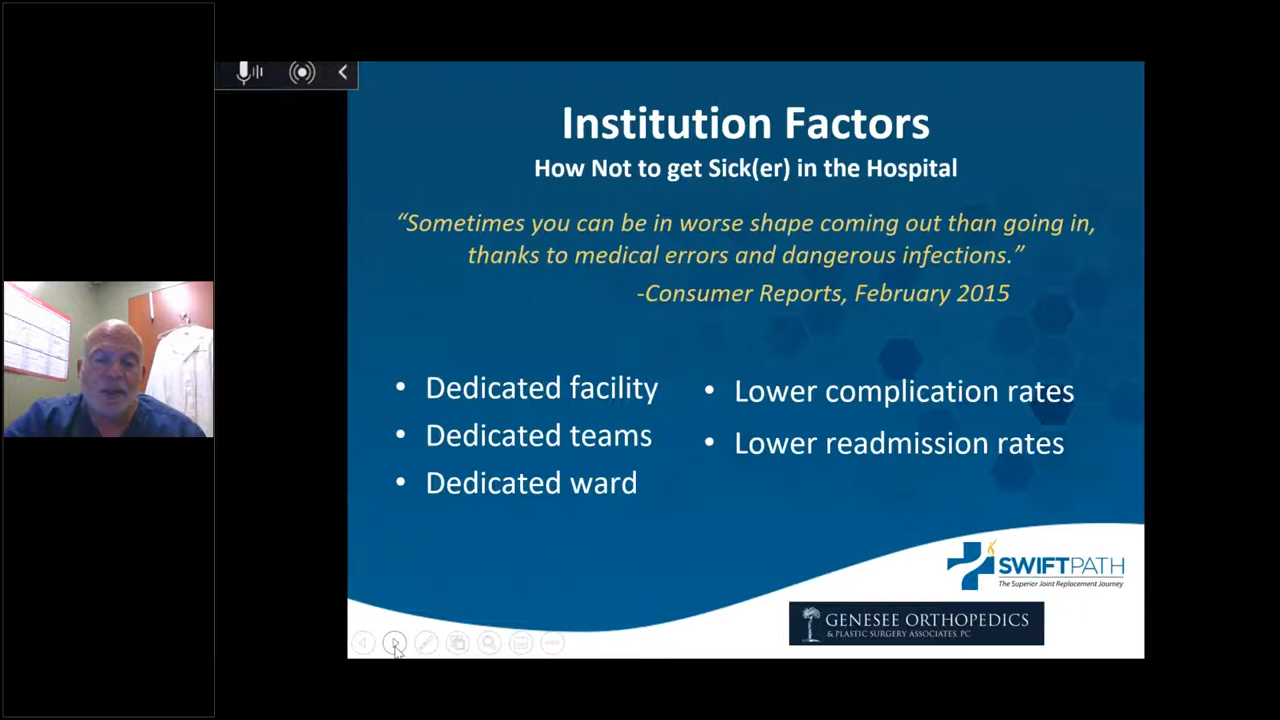 Institution Factors
How Not to get Sick(er) in the Hospital
“Sometimes you can be in worse shape coming out than going in,
thanks to medical errors and dangerous infections.”
-Consumer Reports, February 2015
• Dedicated facility
• Dedicated teams
• Dedicated ward
• Lower complication rates
• Lower readmission rates
SWIFTPATH
The Superior Joint Replacement Journey
GENESEE ORTHOPEDICS
& PLASTIC SURGERY ASSOCIATES, PC